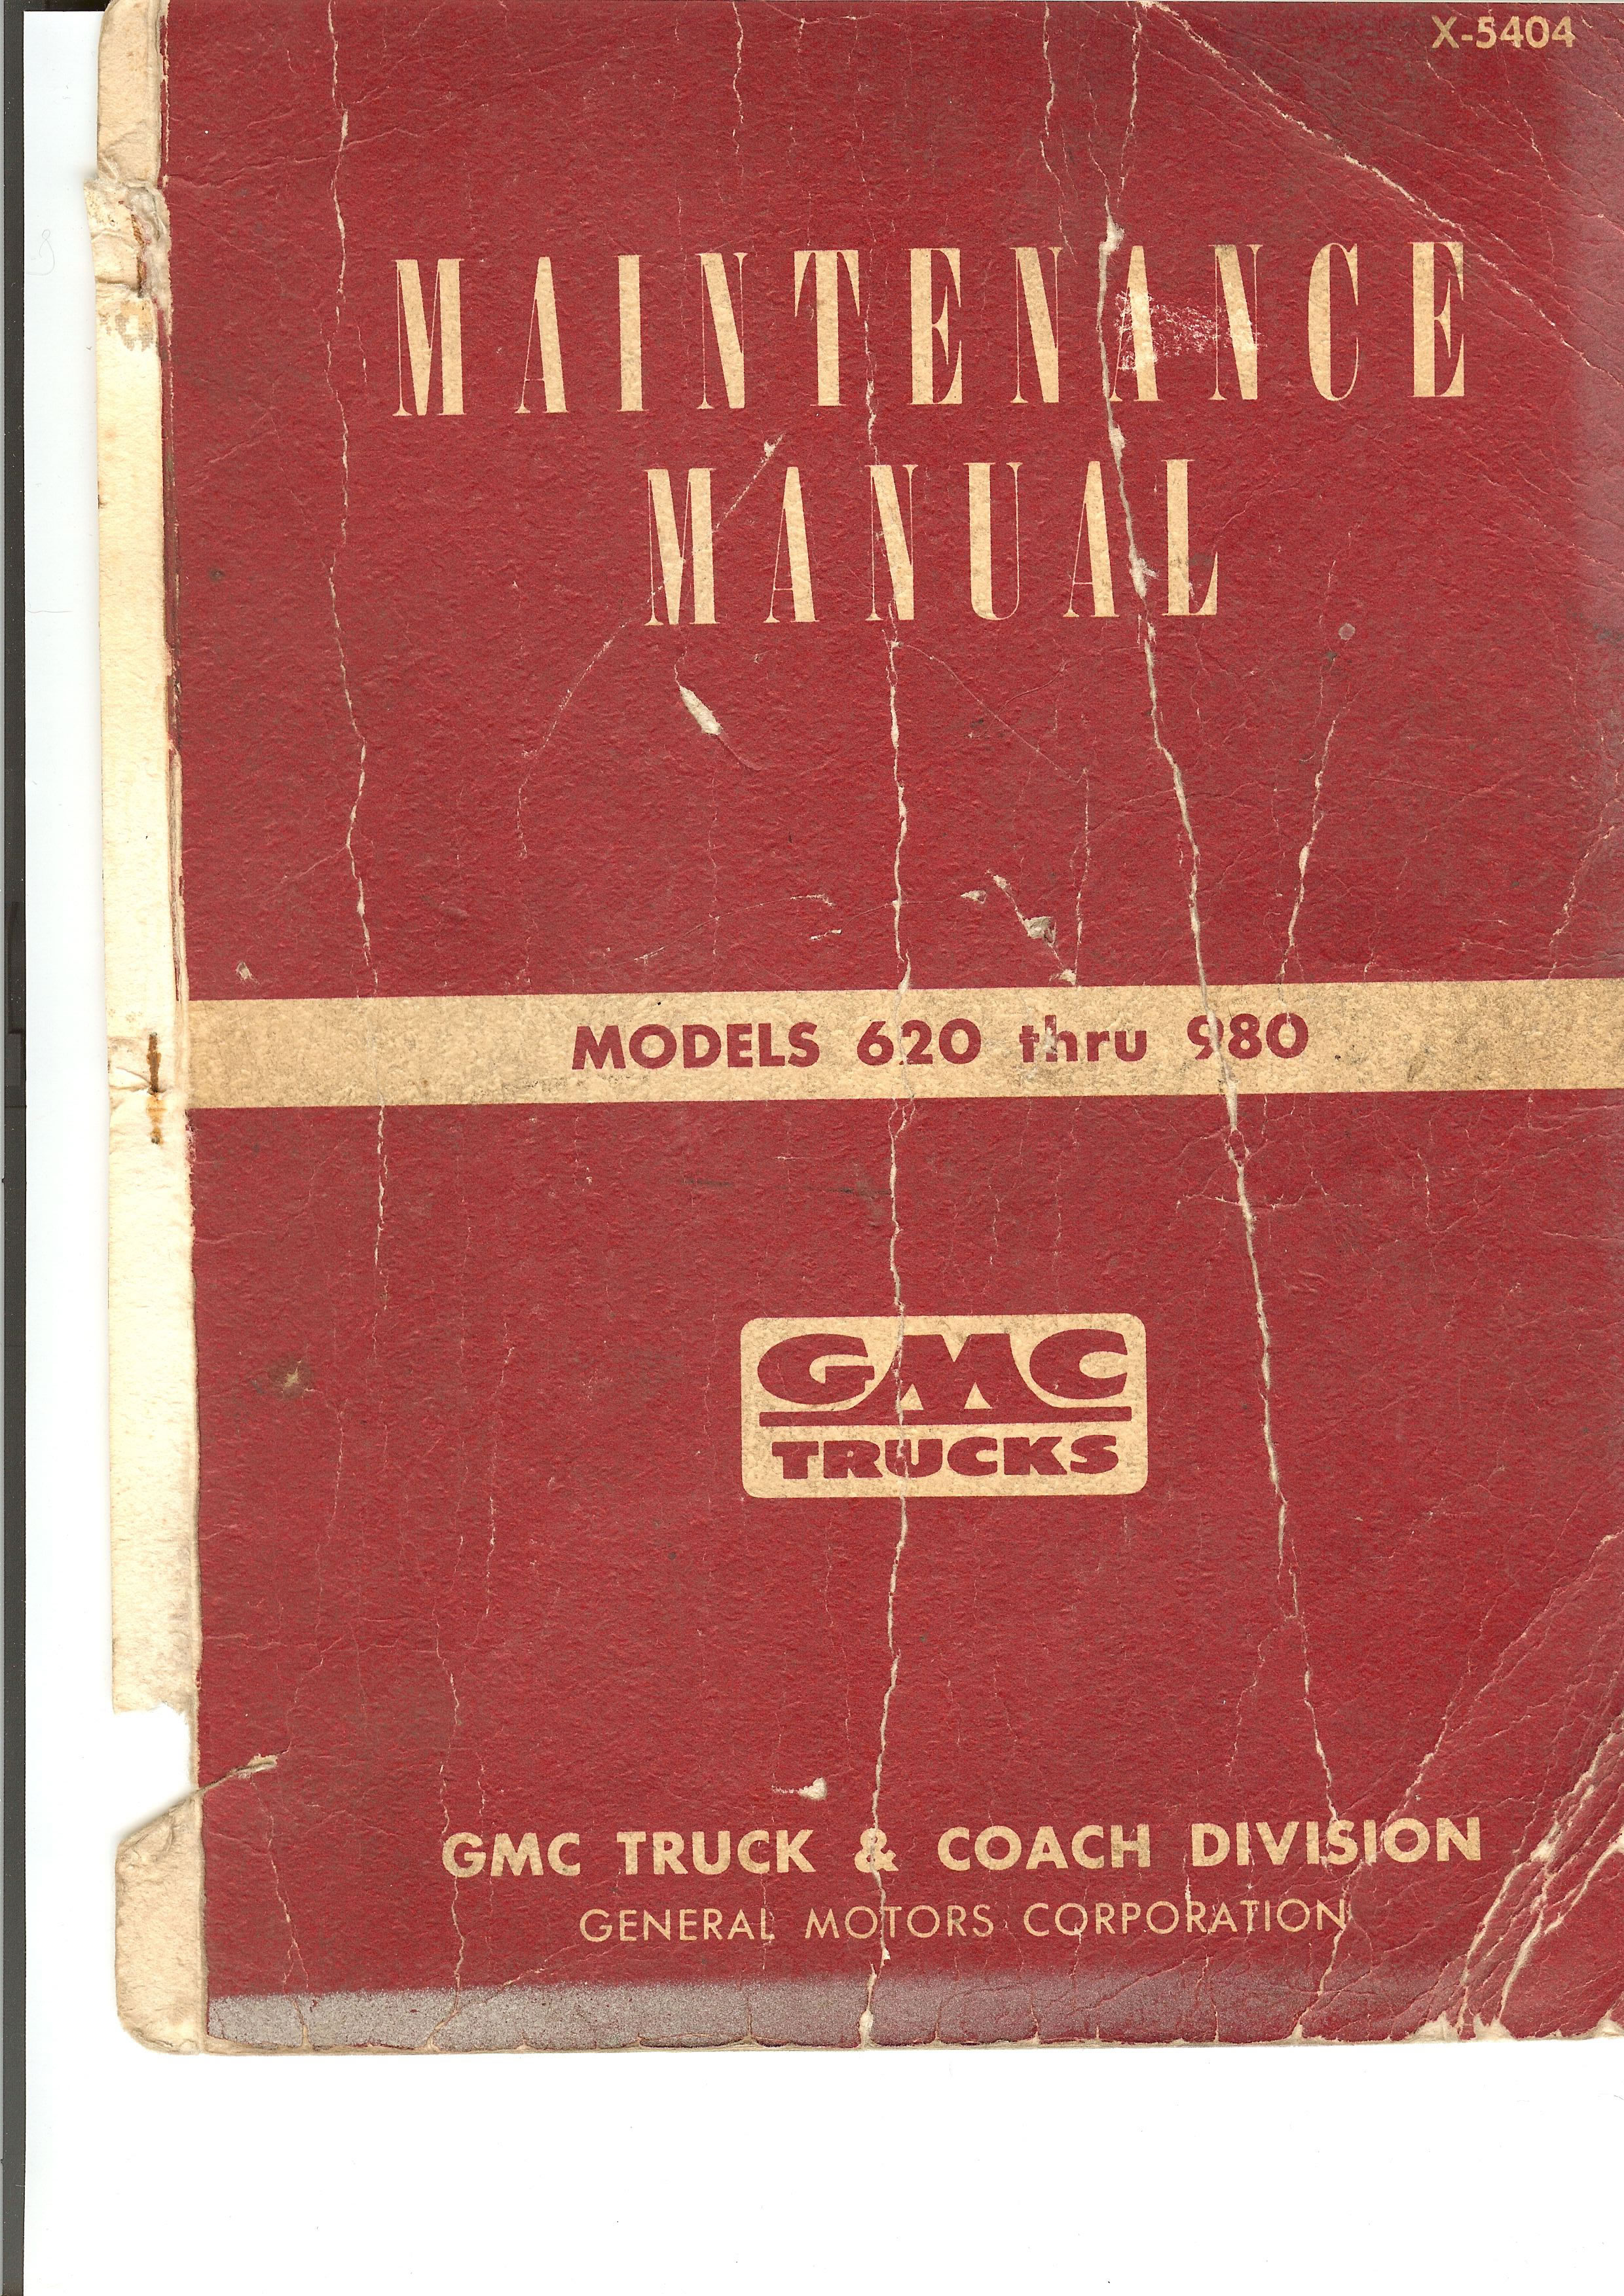 X-5404
MAINTENANCE
MANUAL
MODELS 620 thru 980
GMC
TRUCKS
GMC TRUCK & COACH DIVISION
GENERAL MOTORS CORPORATION